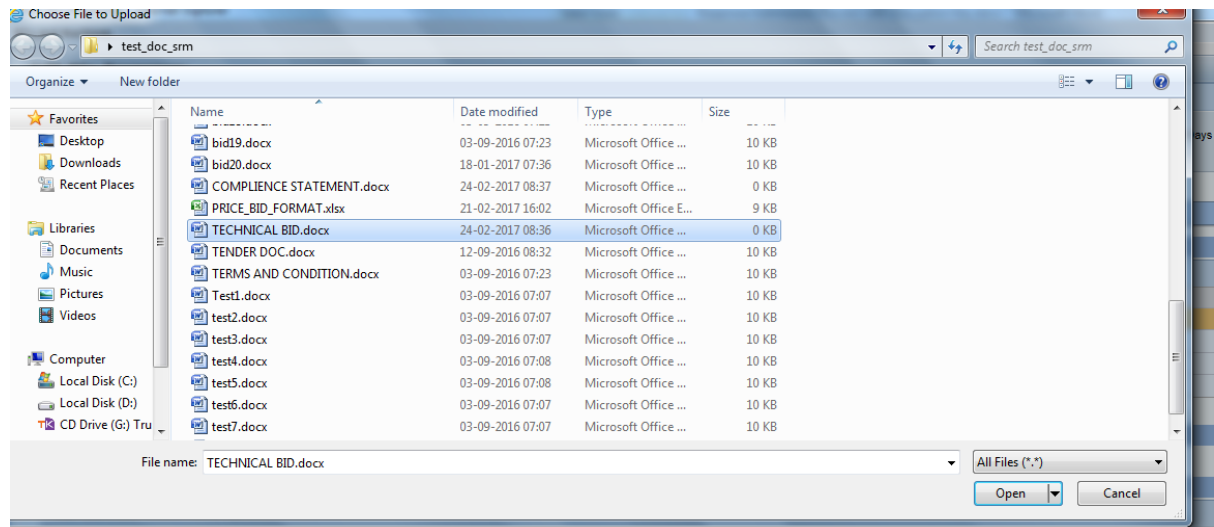 Choose File to Upload
test_doc_srm
Search test_doc_srm
Organize New folder
Name Date modified Type Size
Favorites
Desktop
Downloads
Recent Places
Libraries
Documents
Music
Pictures
Videos
Computer
Local Disk (C:)
Local Disk (D:)
CD Drive (G:) Tru
bid19.docx 03-09-2016 07:23 Microsoft Office ... 10 KB
bid20.docx 18-01-2017 07:36 Microsoft Office ... 10 KB
COMPLIENCE STATEMENT.docx 24-02-2017 08:37 Microsoft Office ... 0 KB
PRICE_BID_FORMAT.xlsx 21-02-2017 16:02 Microsoft Office E... 9 KB
TECHNICAL BID.docx 24-02-2017 08:36 Microsoft Office ... 0 KB
TENDER DOC.docx 12-09-2016 08:32 Microsoft Office ... 10 KB
TERMS AND CONDITION.docx 03-09-2016 07:23 Microsoft Office ... 10 KB
Test1.docx 03-09-2016 07:07 Microsoft Office ... 10 KB
test2.docx 03-09-2016 07:07 Microsoft Office ... 10 KB
test3.docx 03-09-2016 07:07 Microsoft Office ... 10 KB
test4.docx 03-09-2016 07:08 Microsoft Office ... 10 KB
test5.docx 03-09-2016 07:08 Microsoft Office ... 10 KB
test6.docx 03-09-2016 07:07 Microsoft Office ... 10 KB
test7.docx 03-09-2016 07:07 Microsoft Office ... 10 KB
ays
File name: TECHNICAL BID.docx
All Files (*.*)
Open Cancel